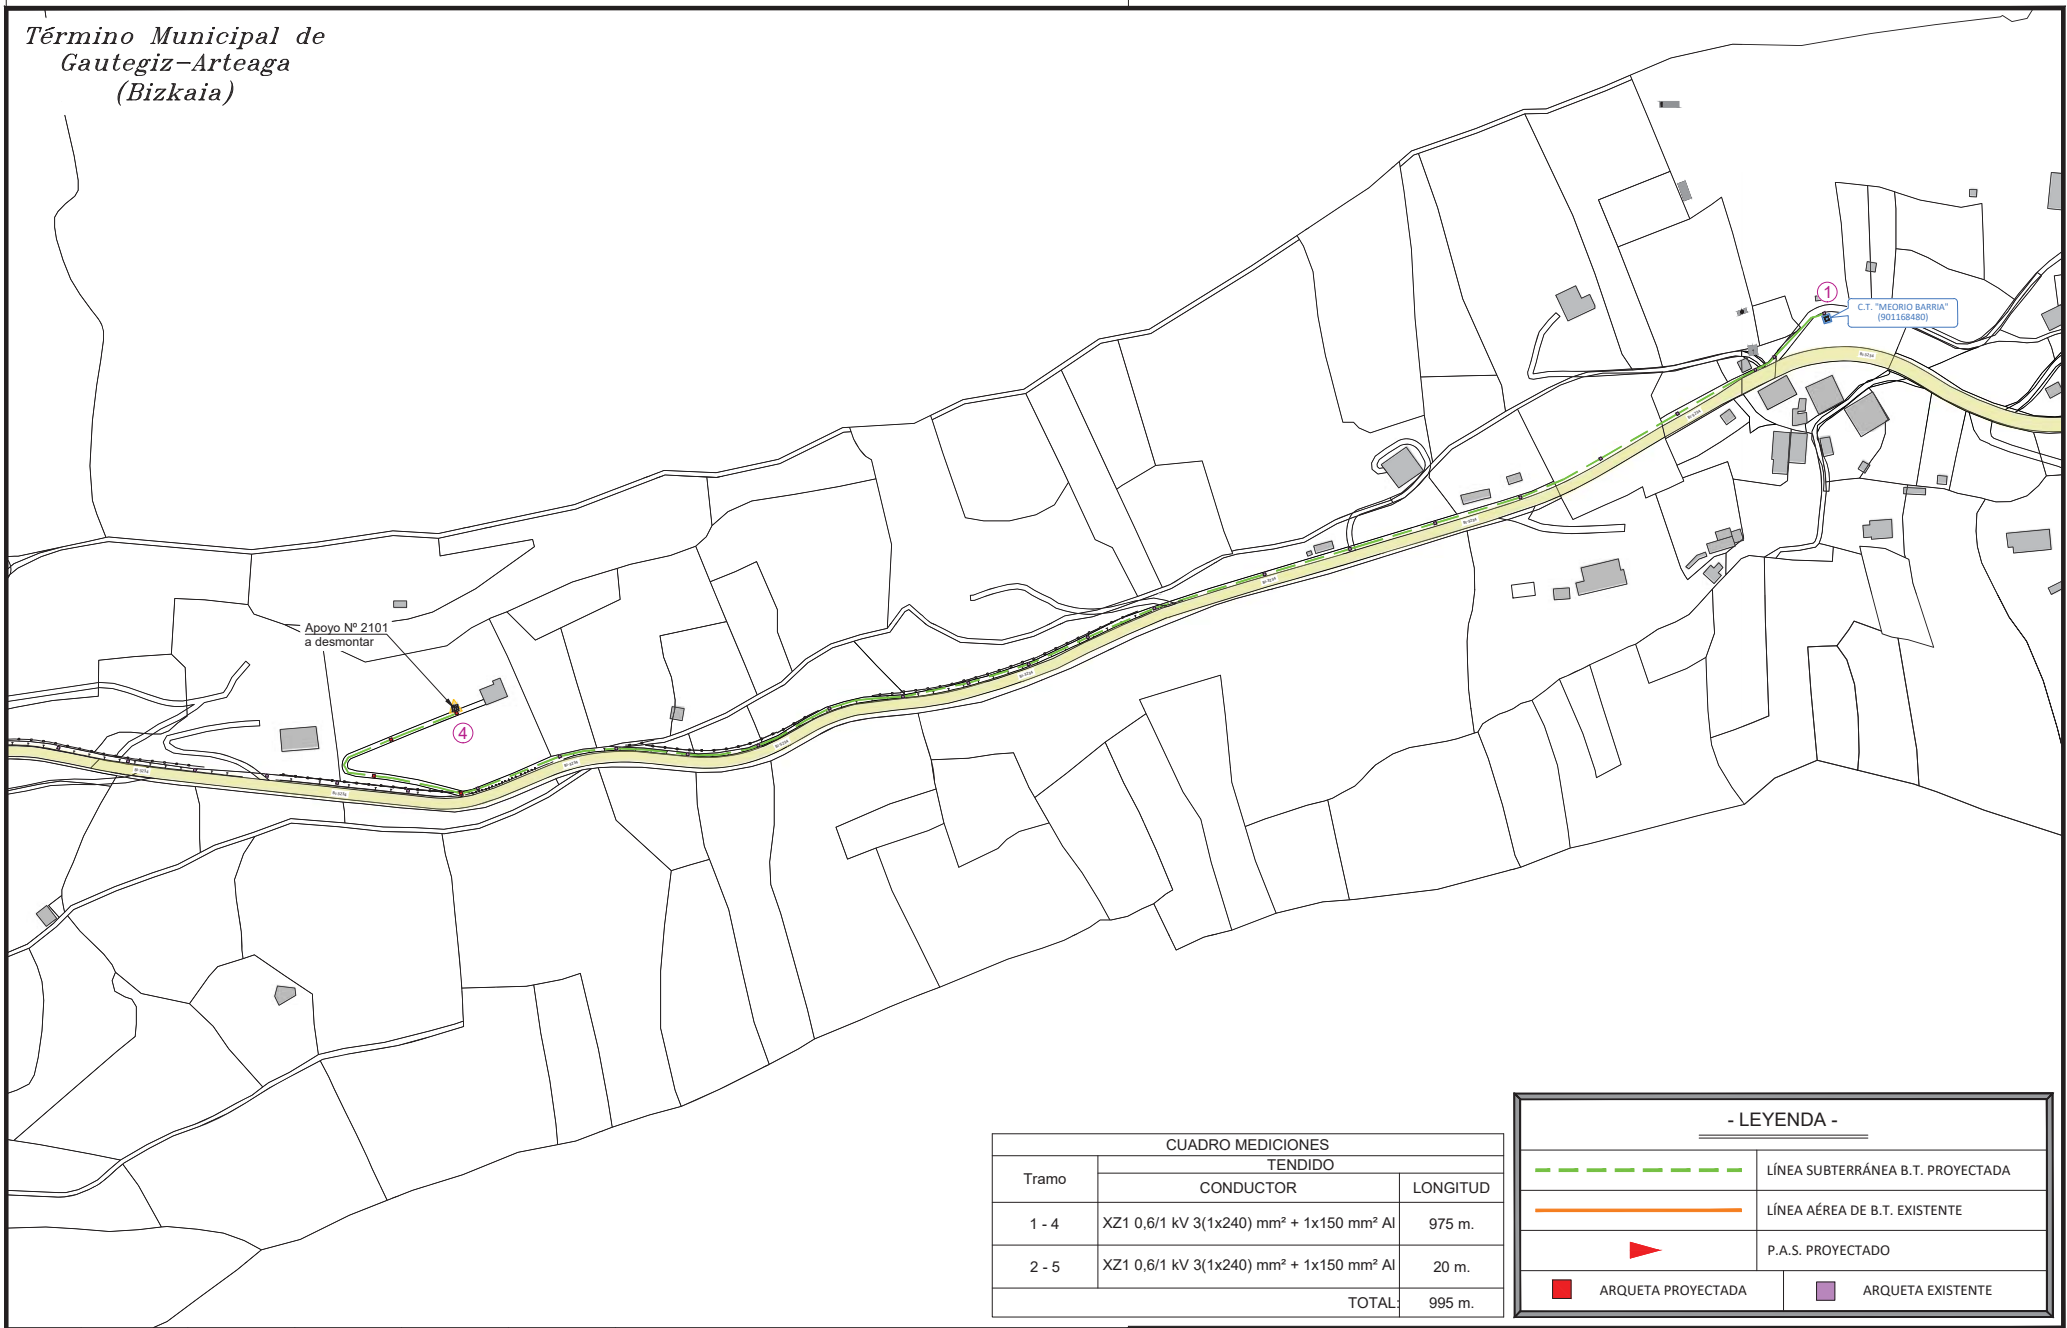 Término Municipal de
Gautegiz-Arteaga
(Bizkaia)
1
C.T. "MEORIO BARRIA"
(901168480)
Apoyo Nº 2101
a desmontar
4
CUADRO MEDICIONES
Tramo
TENDIDO
CONDUCTOR
LONGITUD
1 - 4
XZ1 0,6/1 kV 3(1x240) mm² + 1x150 mm² Al
975 m.
2 - 5
XZ1 0,6/1 kV 3(1x240) mm² + 1x150 mm² Al
20 m.
TOTAL:
995 m.
- LEYENDA -
LÍNEA SUBTERRÁNEA B.T. PROYECTADA
LÍNEA AÉREA DE B.T. EXISTENTE
P.A.S. PROYECTADO
ARQUETA PROYECTADA
ARQUETA EXISTENTE